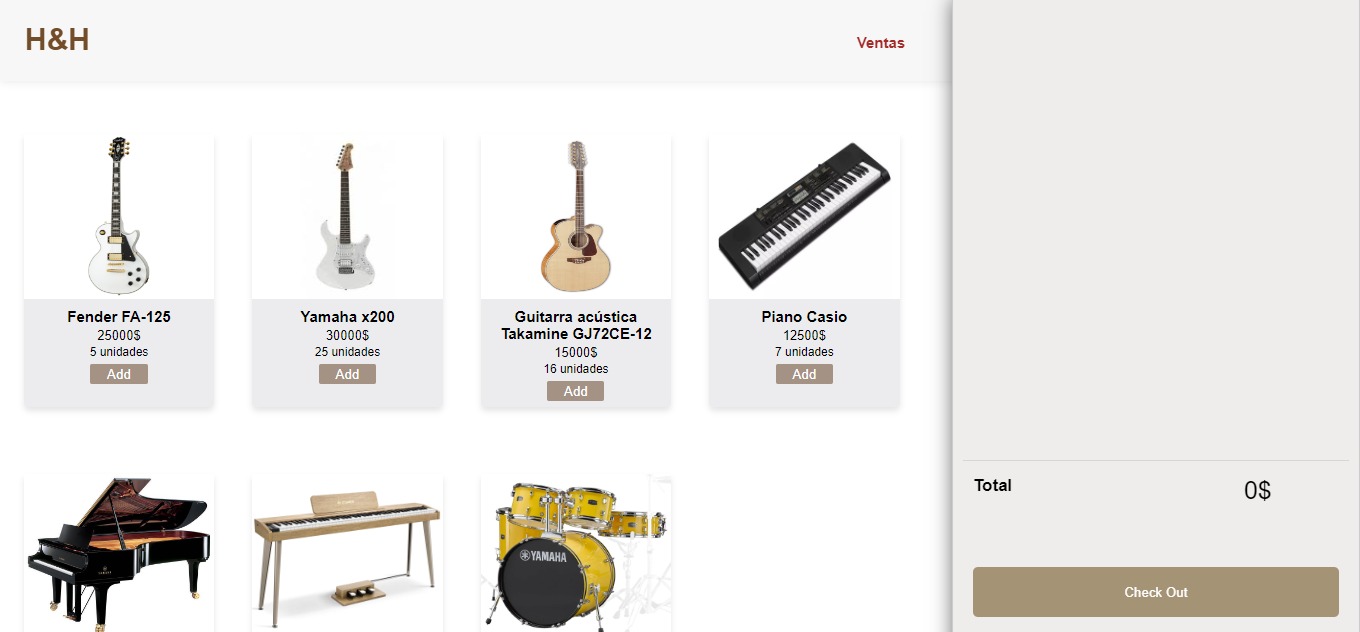 H&H
Ventas
Fender FA-125
25000$
5 unidades
Add
Yamaha x200
30000$
25 unidades
Add
Guitarra acústica
Takamine GJ72CE-12
15000$
16 unidades
Add
Piano Casio
12500$
7 unidades
Add
YAMAHA
Total
0$
Check Out